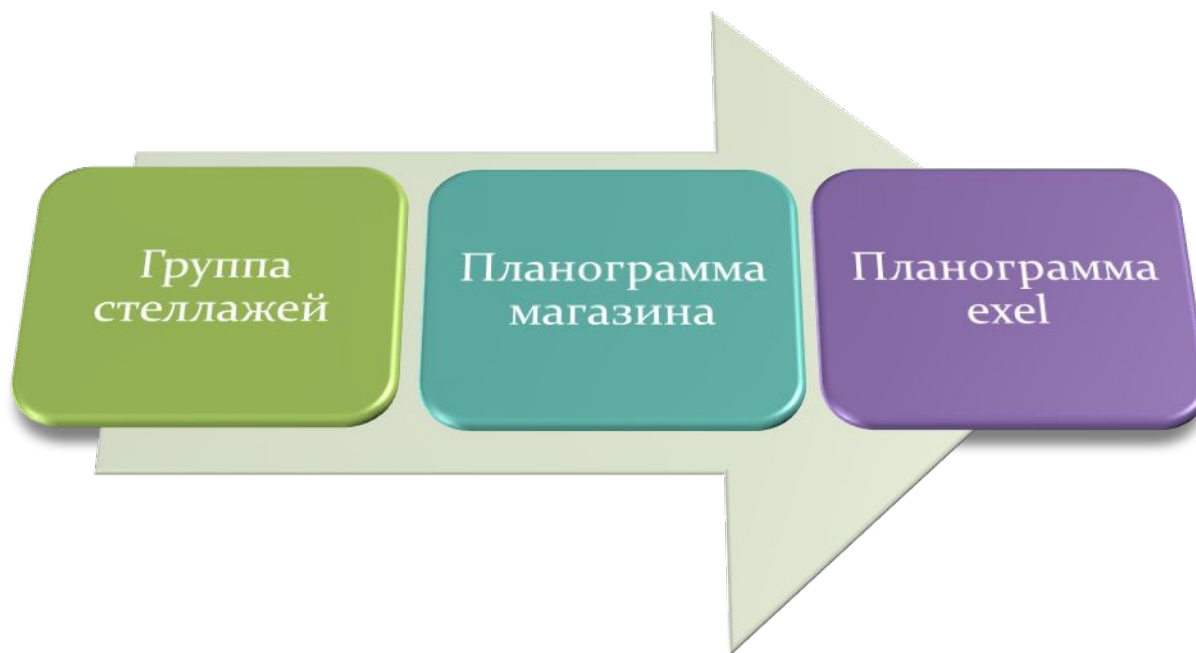 Группа
стеллажей
Планограмма
магазина
Планограмма
exel